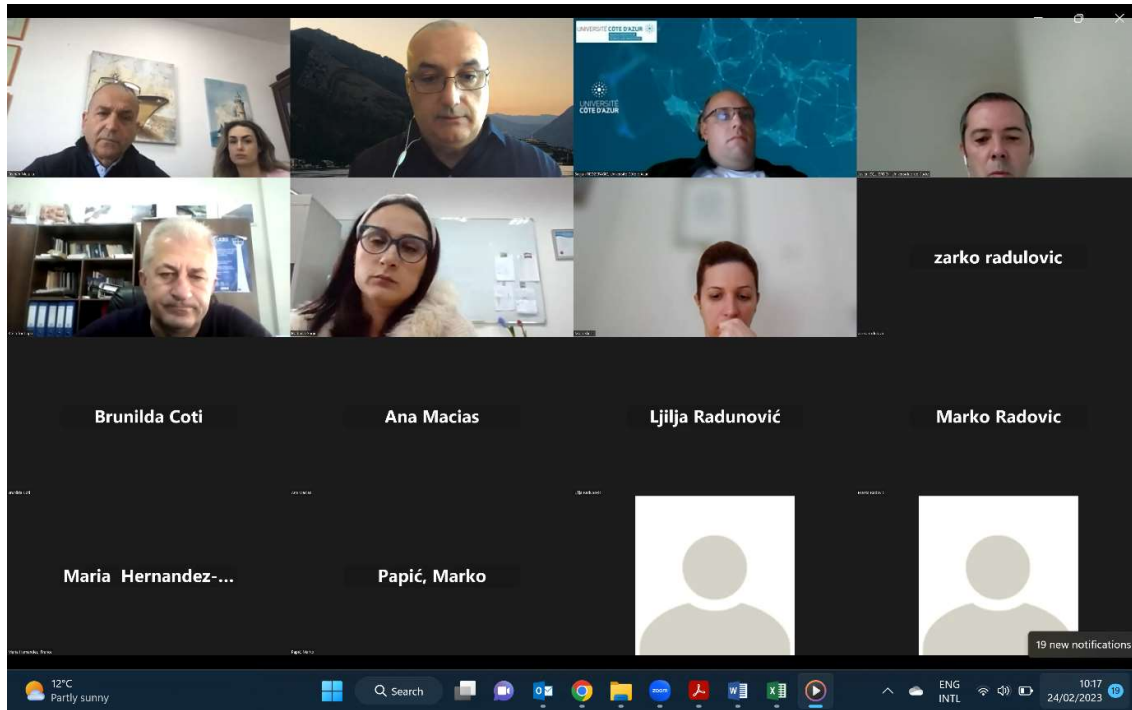 UNIVERSITÉ CÔTE D'AZUR
UNIVERSITÉ
CÔTE D'AZUR
zarko radulovic
Brunilda Coti
Ana Macias
Ljilja Radunović
Marko Radovic
Maria Hernandez-...
Papić, Marko
19 new notifications
12°C
Partly sunny
Search
zoom
ENG
INTL
10:17
24/02/2023
19